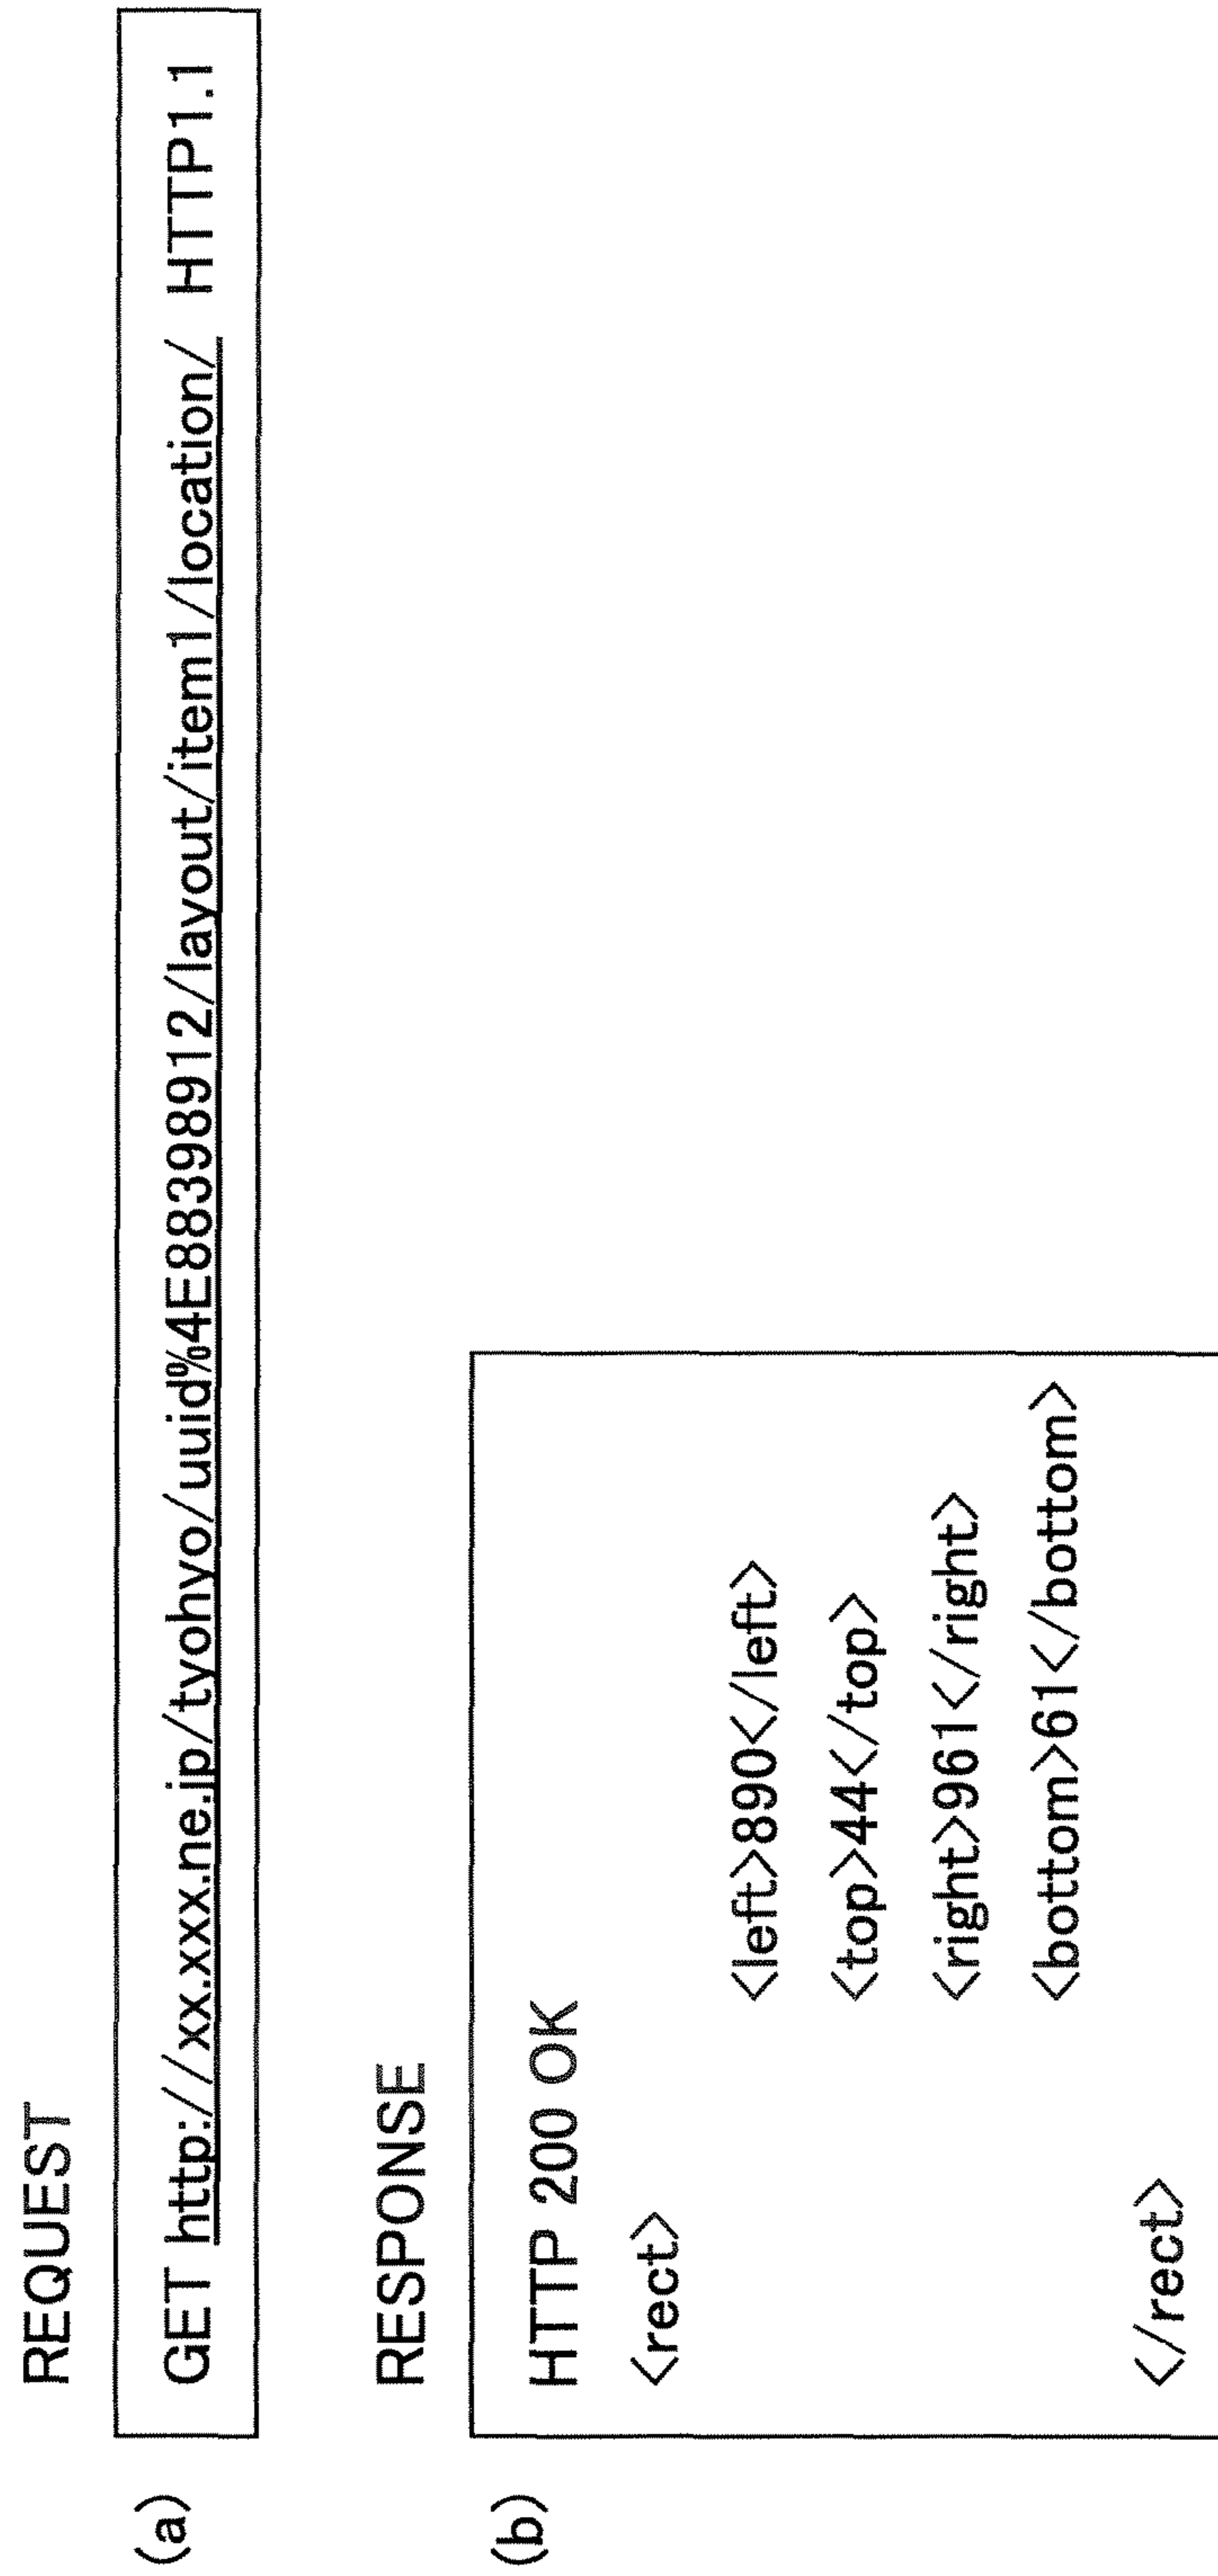 REQUEST
(a)
GET http://xx.xxx.ne.jp/tyohyo/uuid%4E88398912/layout/item1/location/ HTTP1.1
RESPONSE
(b)
HTTP 200 OK
<rect>
<left>890</left>
<top>44</top>
<right>961</right>
<bottom>61</bottom>
</rect>